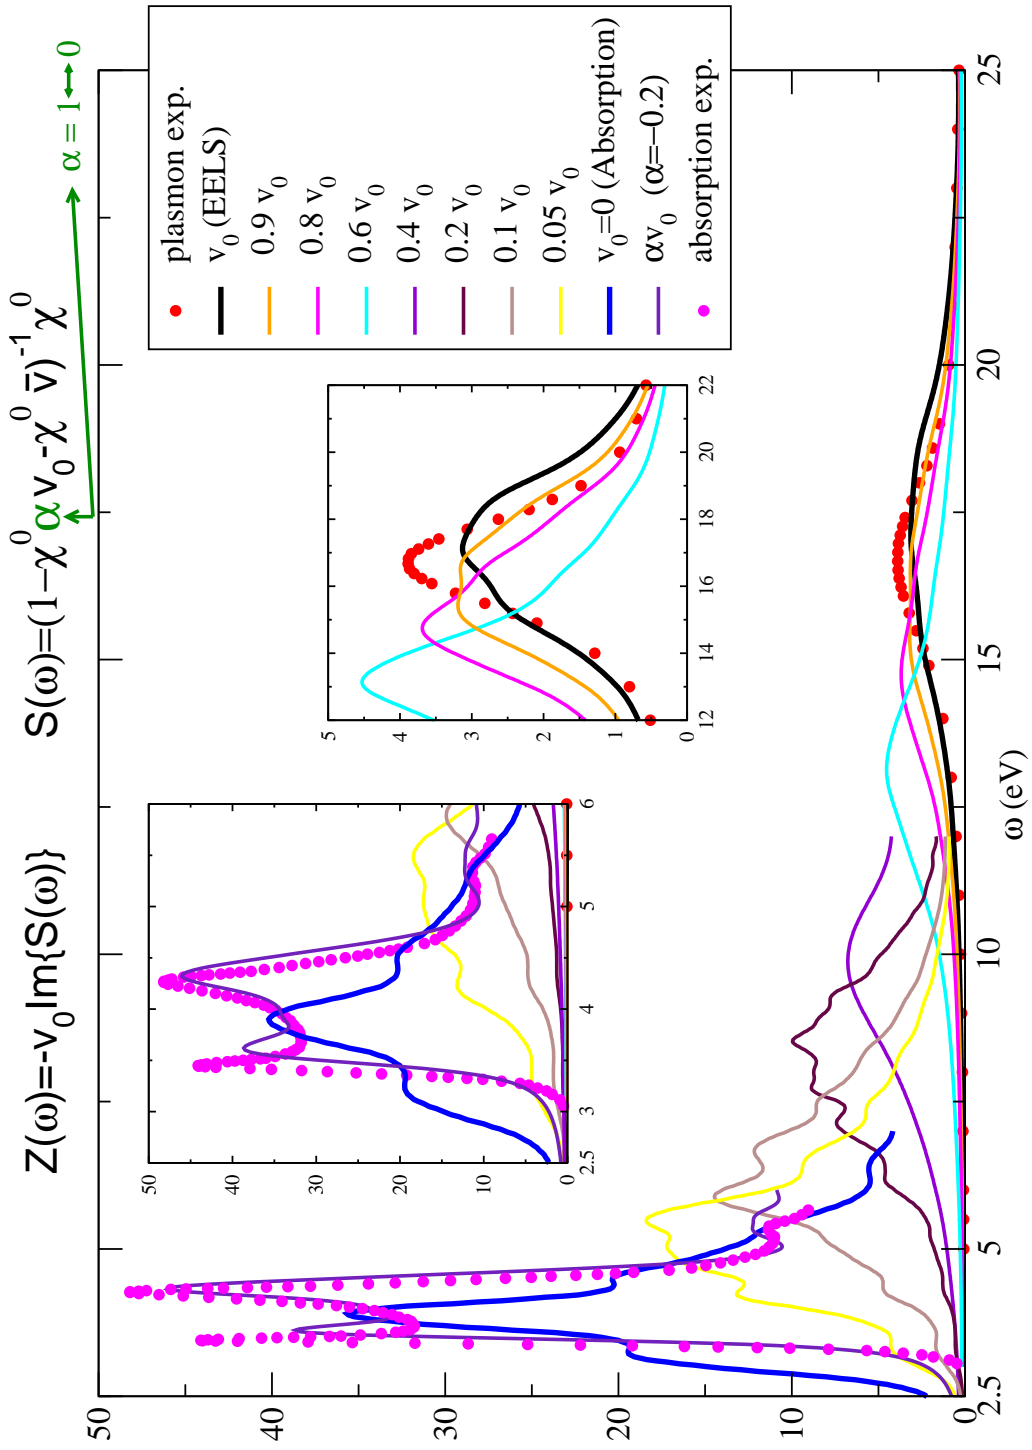 Z(ω)=-v₀Im{S(ω)}
S(ω)=(1−χ⁰αv₀-χ⁰v̄)⁻¹χ⁰
α = 1↔0
plasmon exp.
v₀ (EELS)
0.9 v₀
0.8 v₀
0.6 v₀
0.4 v₀
0.2 v₀
0.1 v₀
0.05 v₀
v₀=0 (Absorption)
αv₀ (α=−0.2)
absorption exp.
50
40
30
20
10
0
2.5
3
4
5
6
5
4
3
2
1
0
12
14
16
18
20
22
50
40
30
20
10
0
2.5
5
10
15
20
25
ω (eV)